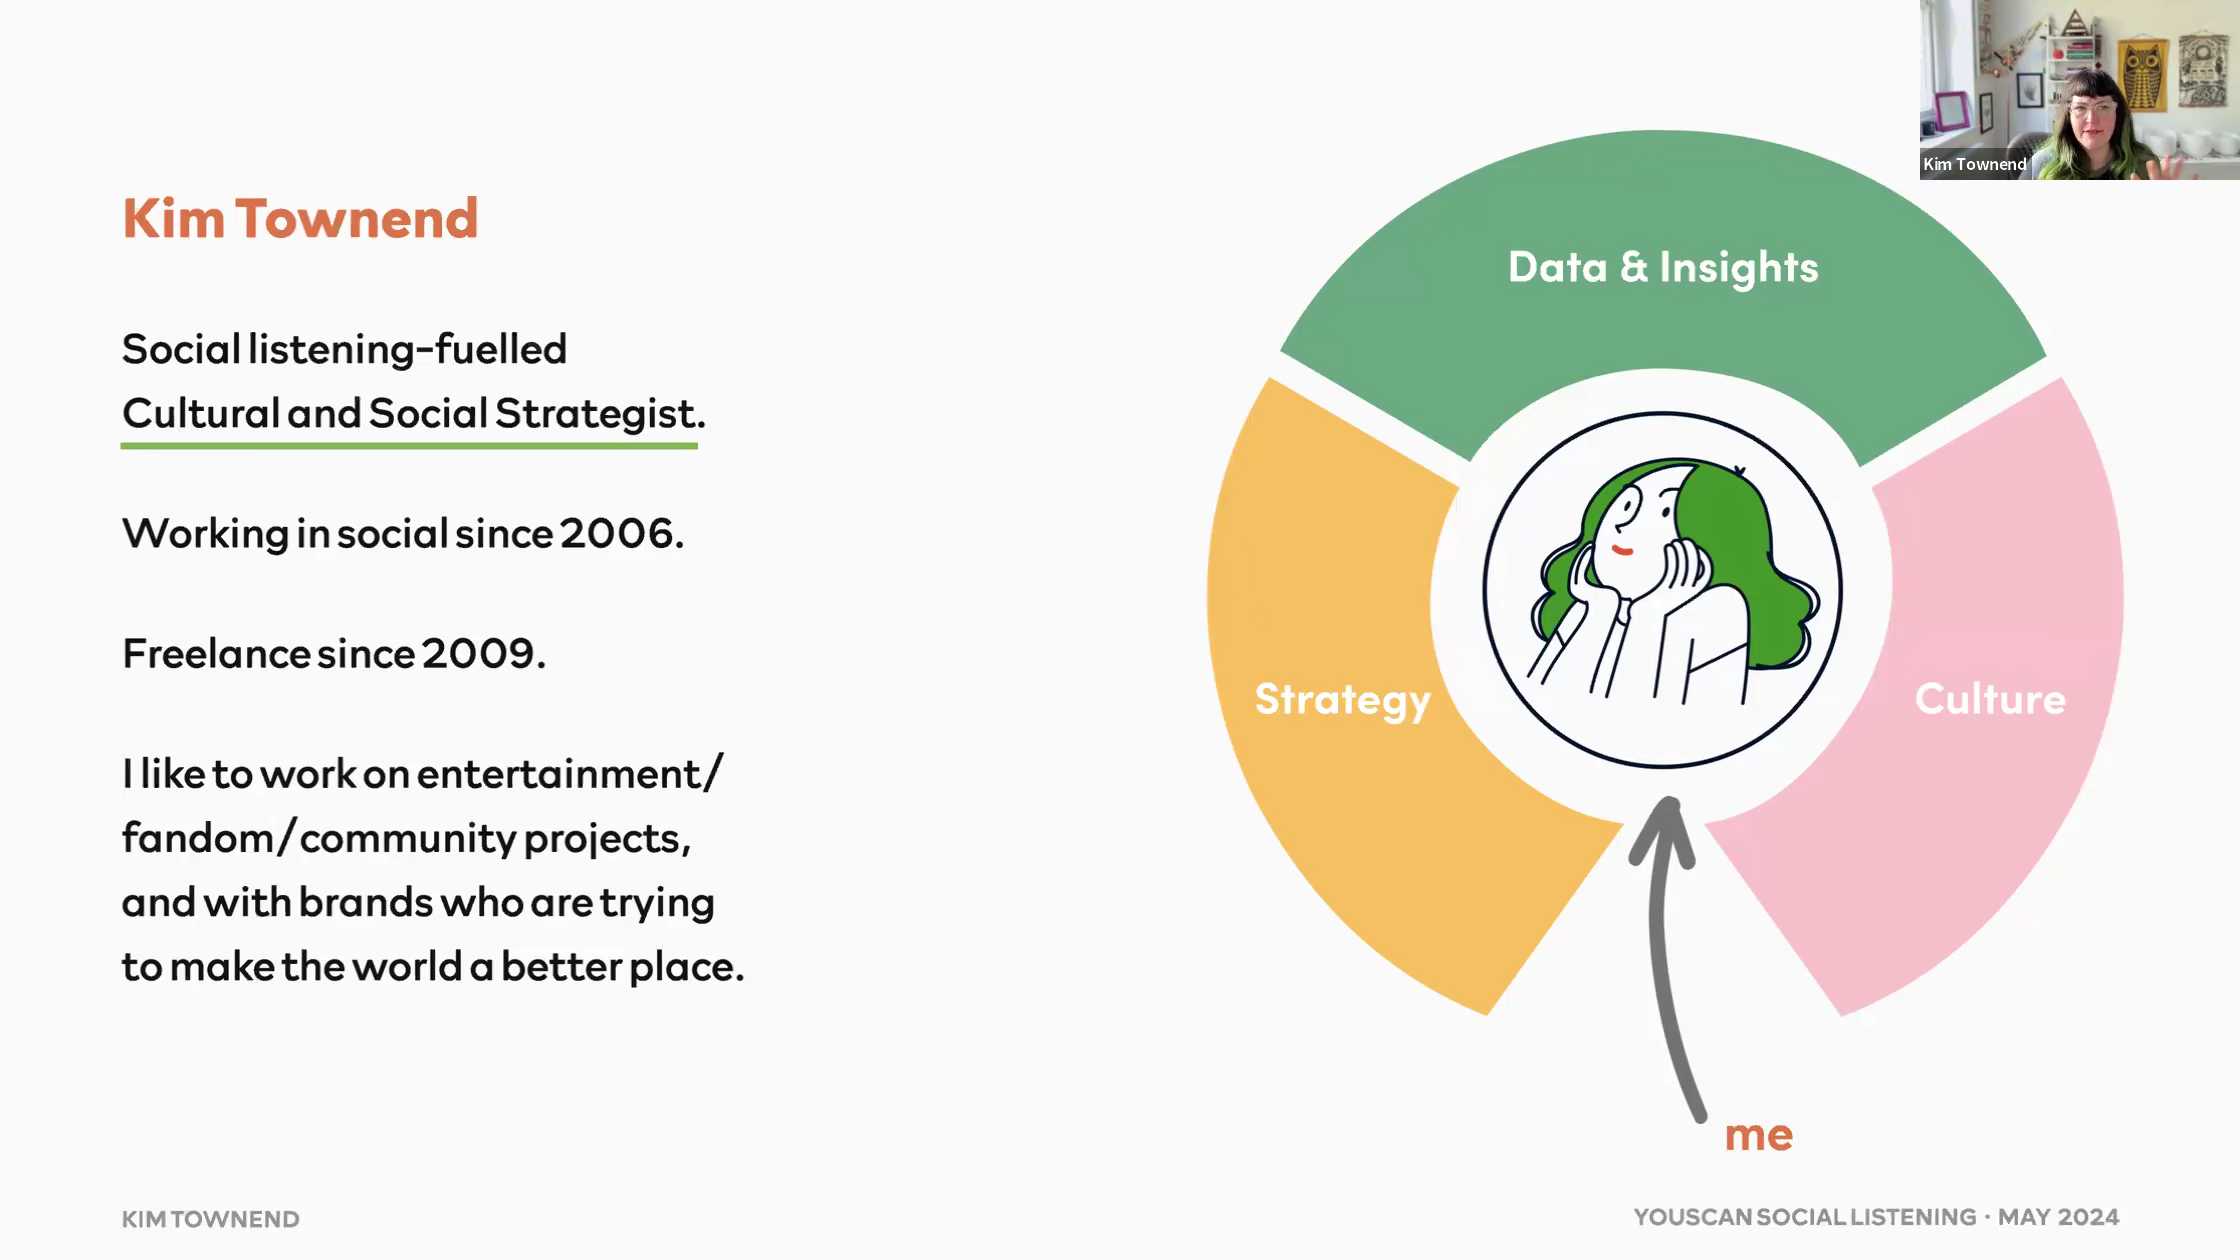 Kim Townend
Kim Townend
Social listening-fuelled
Cultural and Social Strategist.
Working in social since 2006.
Freelance since 2009.
I like to work on entertainment/
fandom/community projects,
and with brands who are trying
to make the world a better place.
Data & Insights
Strategy
Culture
me
KIM TOWNEND
YOUSCAN SOCIAL LISTENING · MAY 2024